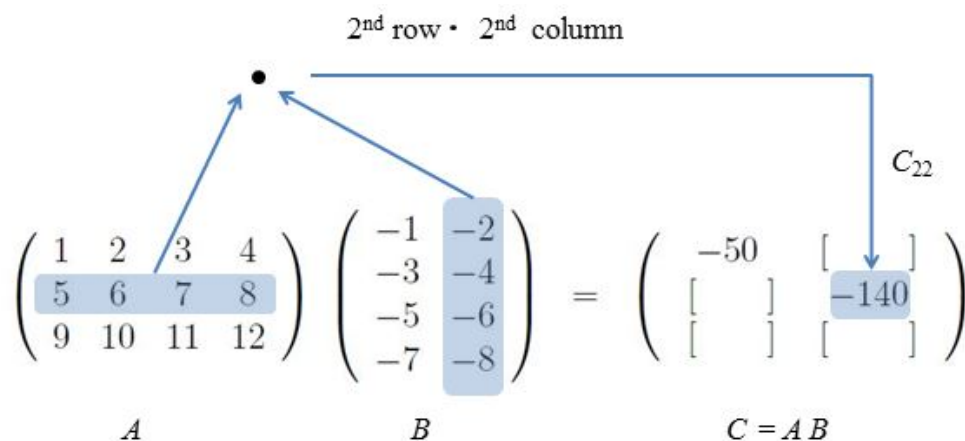 2nd row · 2nd column
C22
1 2 3 4
5 6 7 8
9 10 11 12
-1 -2
-3 -4
-5 -6
-7 -8
=
-50 [ ]
[ ] -140
[ ] [ ]
A
B
C = A B